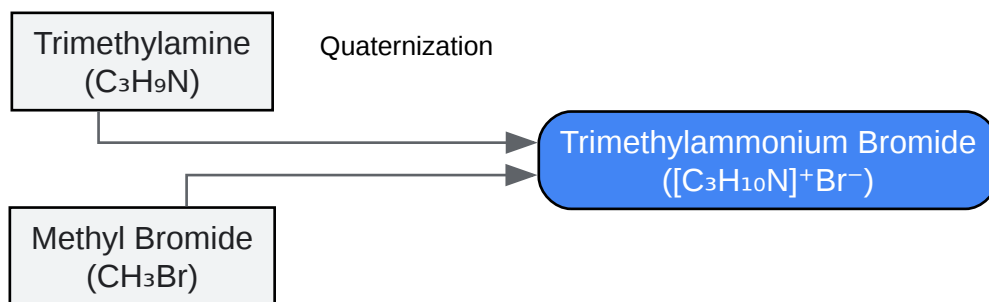 Trimethylamine
(C₃H₉N)
Quaternization
Trimethylammonium Bromide
([C₃H₁₀N]⁺Br⁻)
Methyl Bromide
(CH₃Br)